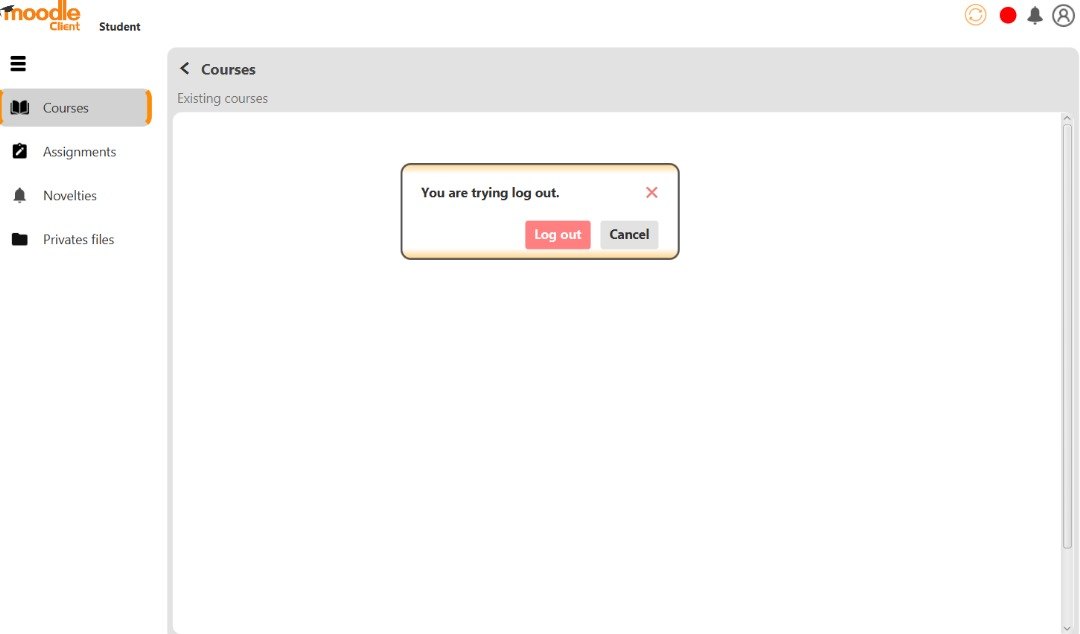 moodle
Client
Student
Courses
Existing courses
Courses
Assignments
Novelties
Privates files
You are trying log out.
Log out
Cancel